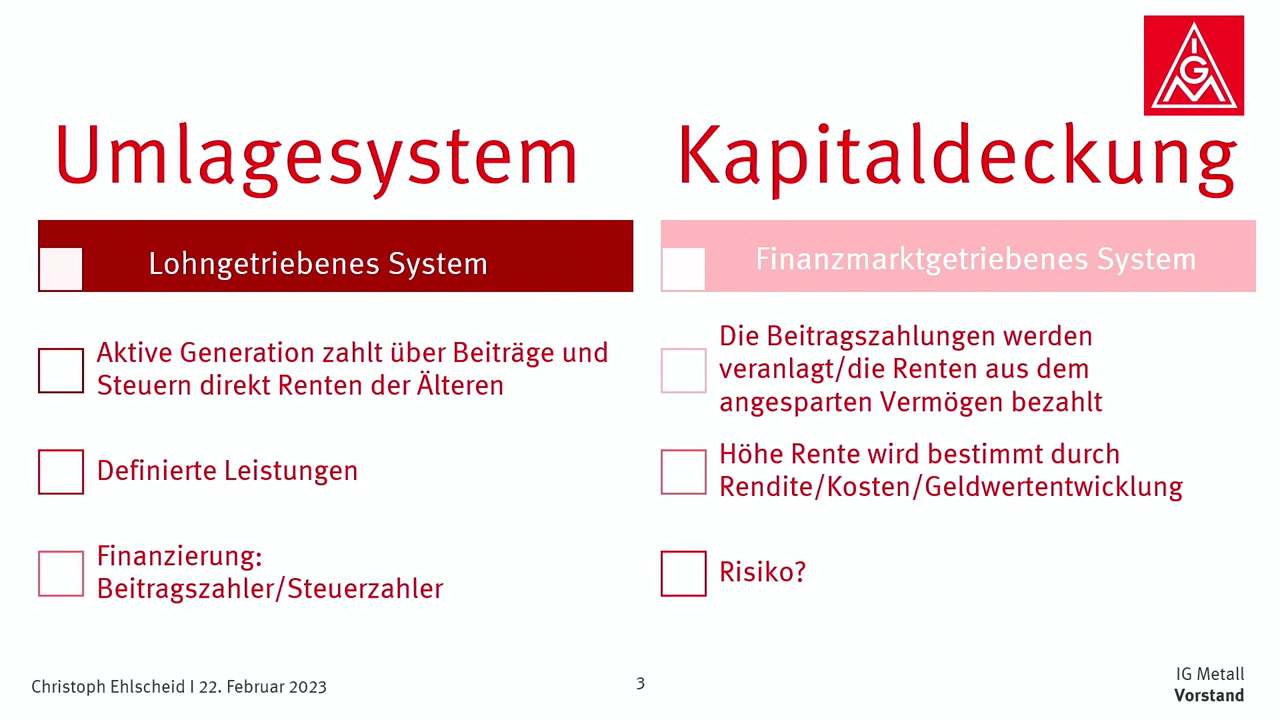 IGM
Umlagesystem
Lohngetriebenes System
Aktive Generation zahlt über Beiträge und
Steuern direkt Renten der Älteren
Definierte Leistungen
Finanzierung:
Beitragszahler/Steuerzahler
Kapitaldeckung
Finanzmarktgetriebenes System
Die Beitragszahlungen werden
veranlagt/die Renten aus dem
angesparten Vermögen bezahlt
Höhe Rente wird bestimmt durch
Rendite/Kosten/Geldwertentwicklung
Risiko?
Christoph Ehlscheid I 22. Februar 2023
3
IG Metall
Vorstand